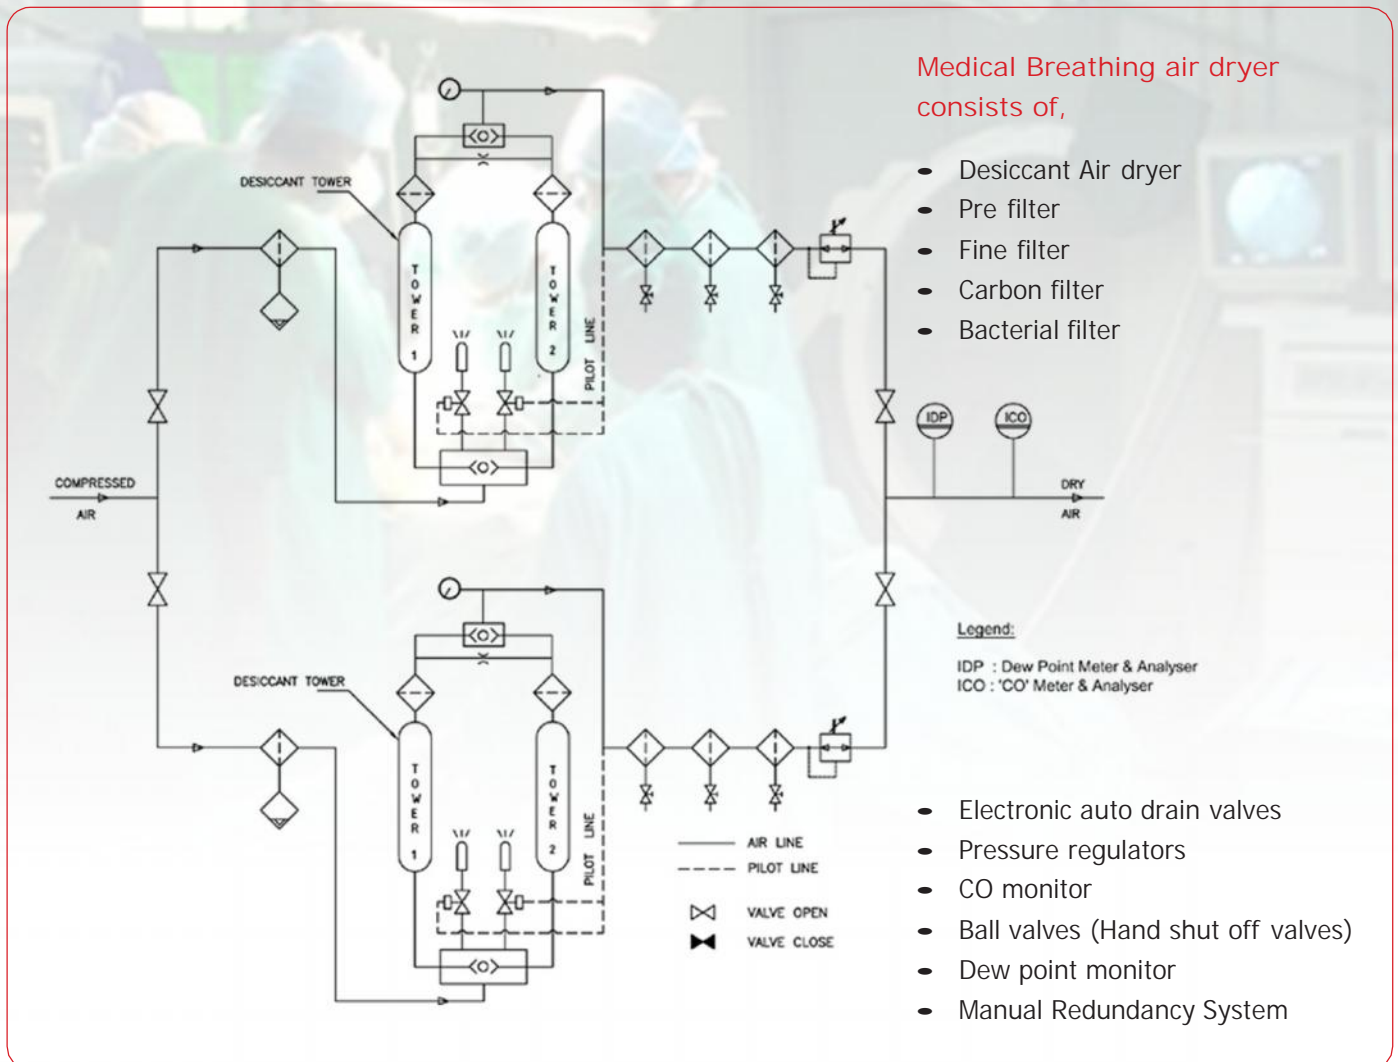 Medical Breathing air dryer
consists of,
• Desiccant Air dryer
• Pre filter
• Fine filter
• Carbon filter
• Bacterial filter
DESICCANT TOWER
TOWER 1
TOWER 2
PILOT LINE
IDP
ICO
COMPRESSED
AIR
DRY
AIR
Legend:
IDP : Dew Point Meter & Analyser
ICO : 'CO' Meter & Analyser
DESICCANT TOWER
TOWER 1
TOWER 2
PILOT LINE
AIR LINE
PILOT LINE
VALVE OPEN
VALVE CLOSE
• Electronic auto drain valves
• Pressure regulators
• CO monitor
• Ball valves (Hand shut off valves)
• Dew point monitor
• Manual Redundancy System